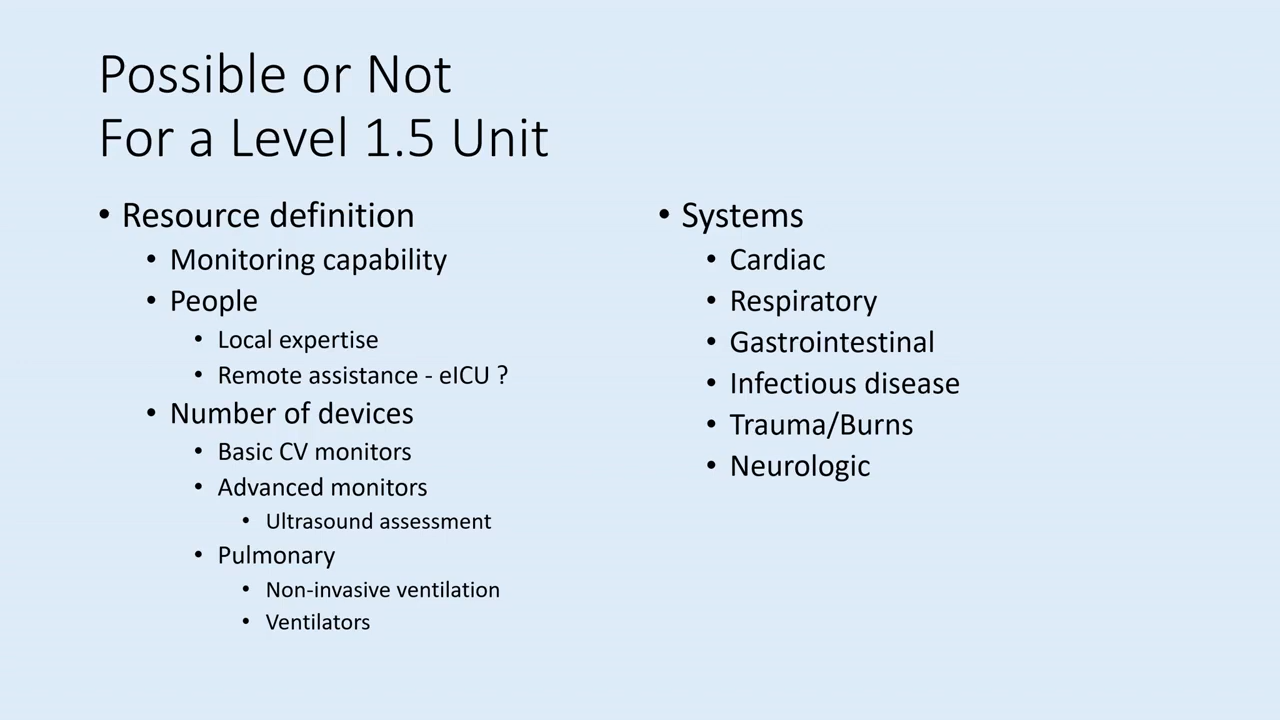 Possible or Not
For a Level 1.5 Unit
• Resource definition
• Monitoring capability
• People
• Local expertise
• Remote assistance - eICU ?
• Number of devices
• Basic CV monitors
• Advanced monitors
• Ultrasound assessment
• Pulmonary
• Non-invasive ventilation
• Ventilators
• Systems
• Cardiac
• Respiratory
• Gastrointestinal
• Infectious disease
• Trauma/Burns
• Neurologic